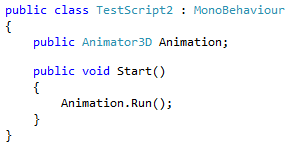 public class TestScript2 : MonoBehaviour
{
    public Animator3D Animation;

    public void Start()
    {
        Animation.Run();
    }
}